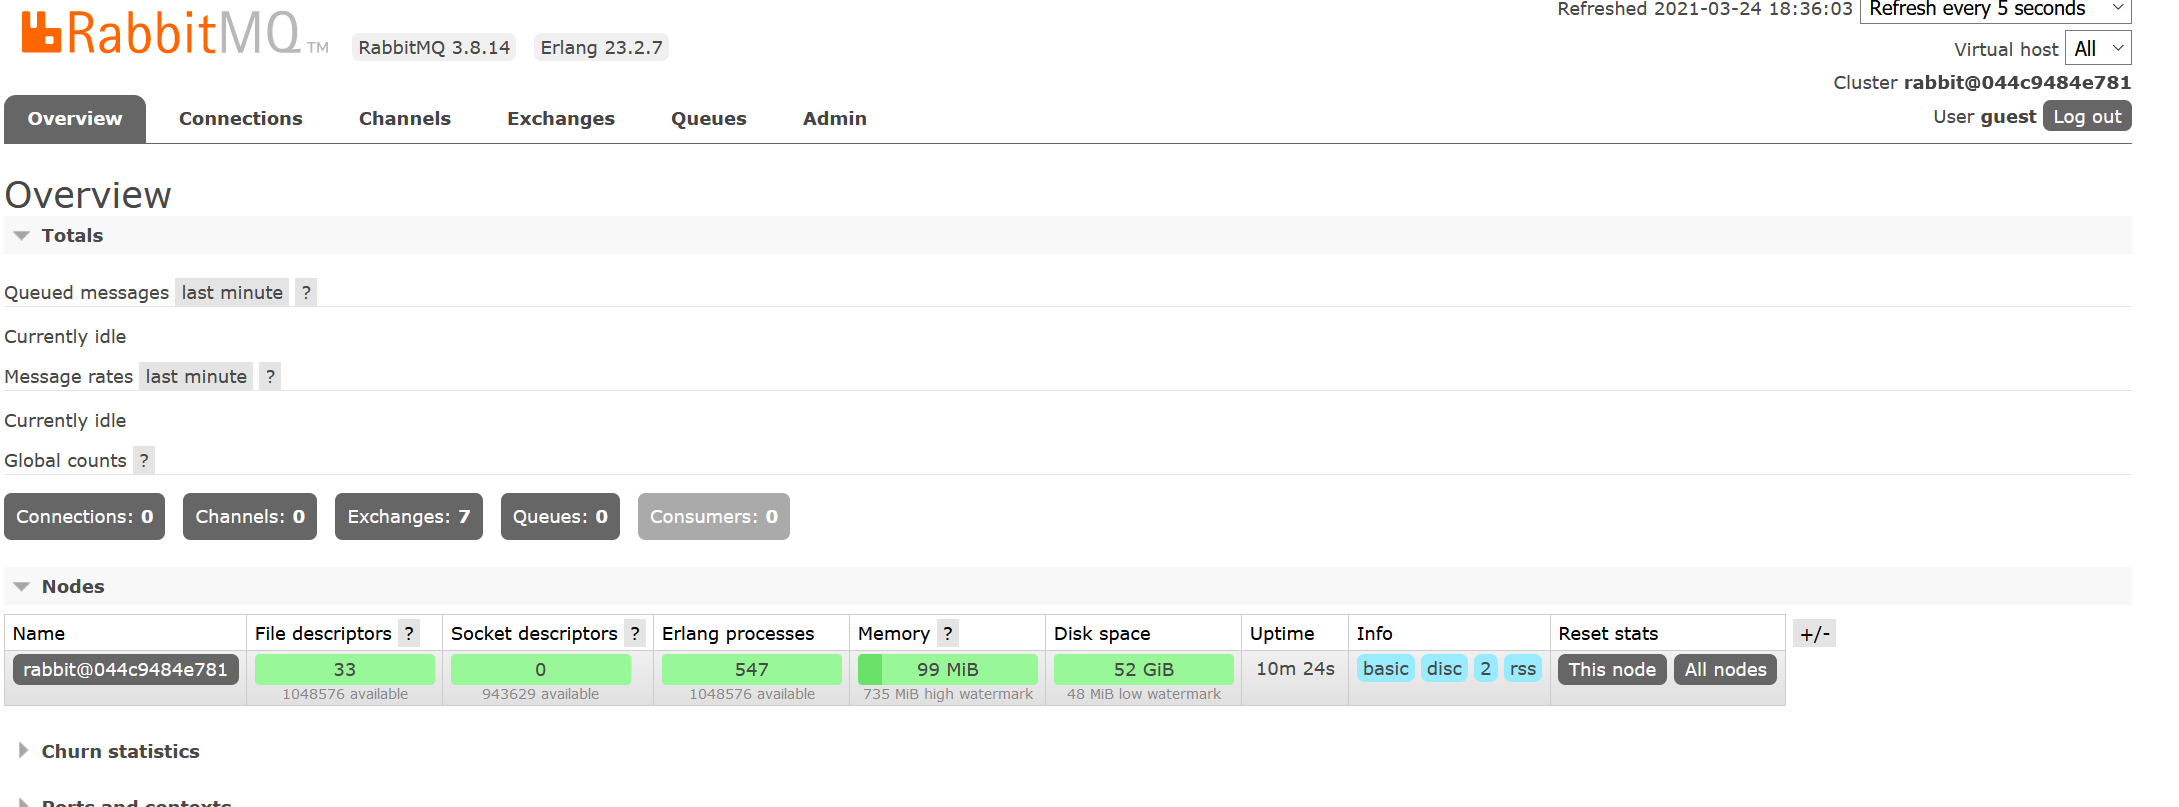 Refreshed 2021-03-24 18:36:03 Refresh every 5 seconds
RabbitMQ TM RabbitMQ 3.8.14 Erlang 23.2.7
Virtual host All
Cluster rabbit@044c9484e781
User guest Log out
Overview Connections Channels Exchanges Queues Admin
Overview
Totals
Queued messages last minute ?
Currently idle
Message rates last minute ?
Currently idle
Global counts ?
Connections: 0 Channels: 0 Exchanges: 7 Queues: 0 Consumers: 0
Nodes
Name File descriptors ? Socket descriptors ? Erlang processes Memory ? Disk space Uptime Info Reset stats +/-
rabbit@044c9484e781 33 0 547 99 MiB 52 GiB 10m 24s basic disc 2 rss This node All nodes
1048576 available 943629 available 1048576 available 735 MiB high watermark 48 MiB low watermark
Churn statistics
Ports and contexts